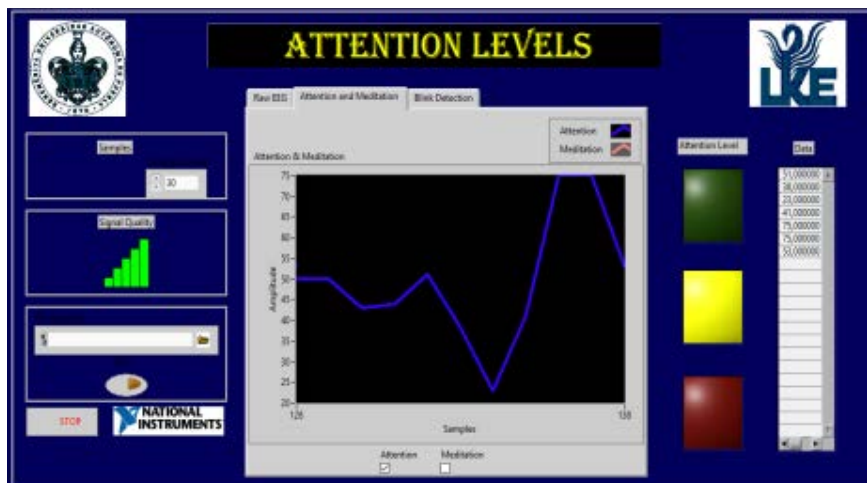 ATTENTION LEVELS
LKE
Raw EEG
Attention and Meditation
Blink Detection
Attention
Meditation
Attention & Meditation
Samples
30
Signal Quality
STOP
NATIONAL
INSTRUMENTS
75
70
65
60
55
50
45
40
35
30
25
20
Amplitude
128
138
Samples
Attention
Meditation
Attention Level
Data
51,000000
38,000000
23,000000
41,000000
75,000000
75,000000
53,000000